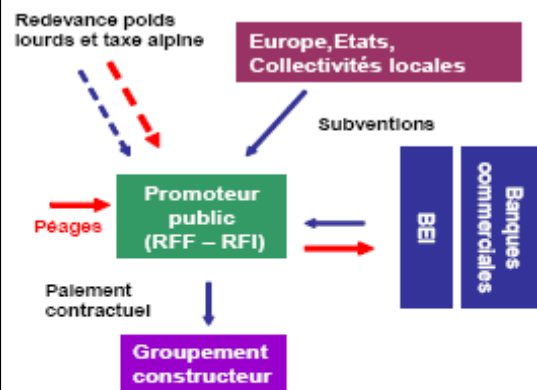 Redevance poids
lourds et taxe alpine
Europe,Etats,
Collectivités locales
Subventions
Promoteur
public
(RFF – RFI)
Péages
BEI
Banques
commerciales
Paiement
contractuel
Groupement
constructeur